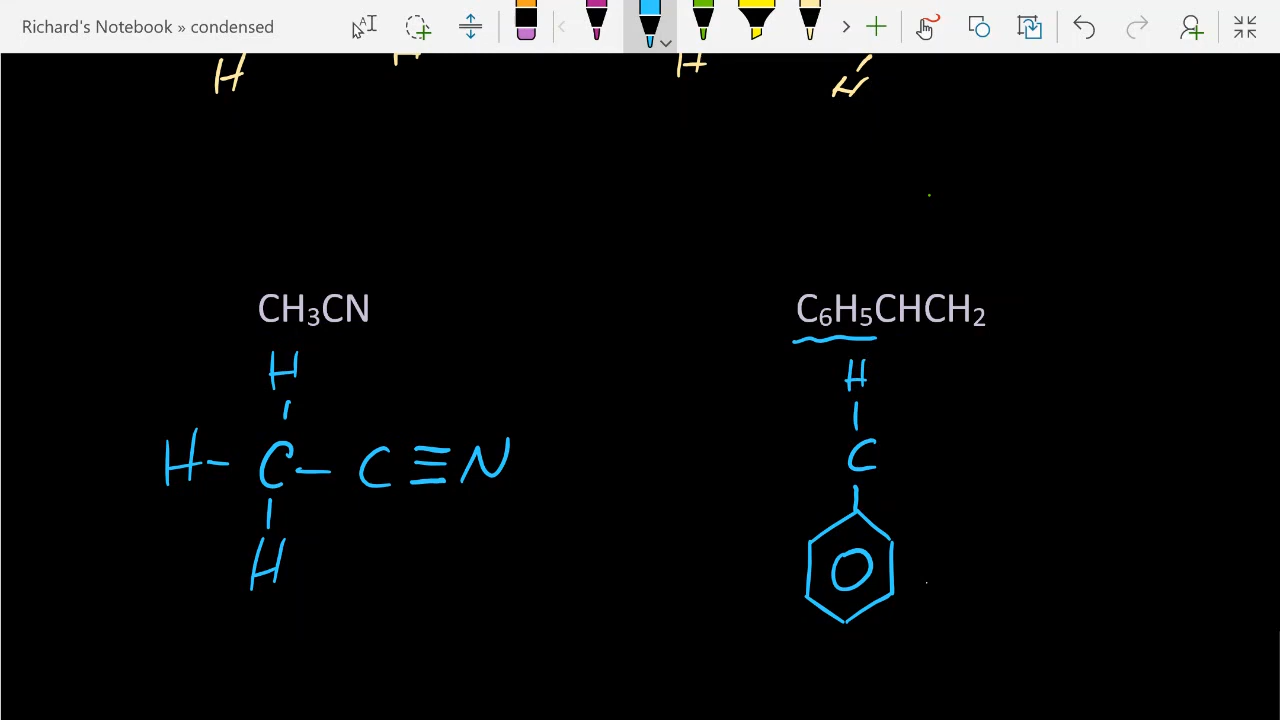 Richard's Notebook » condensed
H H H H
CH₃CN C₆H₅CHCH₂
H H
H - C - C ≡ N C
H